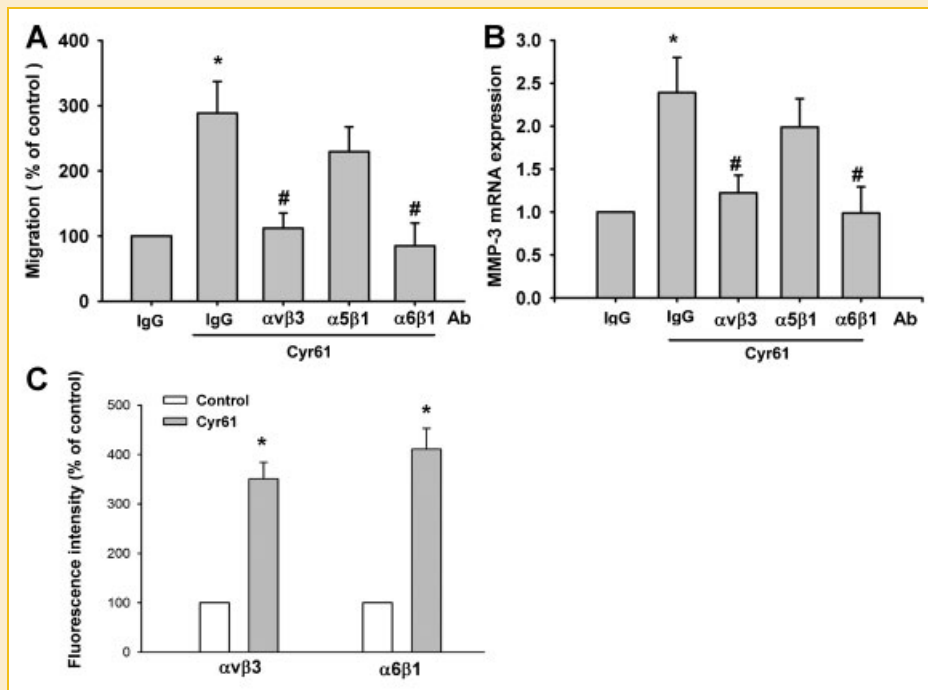 A
Migration ( % of control )
400
300
200
100
0
*
#
#
IgG IgG αvβ3 α5β1 α6β1 Ab
Cyr61
B
MMP-3 mRNA expression
3.0
2.5
2.0
1.5
1.0
0.5
0.0
*
#
#
IgG IgG αvβ3 α5β1 α6β1 Ab
Cyr61
C
Fluorescence intensity (% of control)
500
400
300
200
100
0
Control
Cyr61
*
*
αvβ3 α6β1